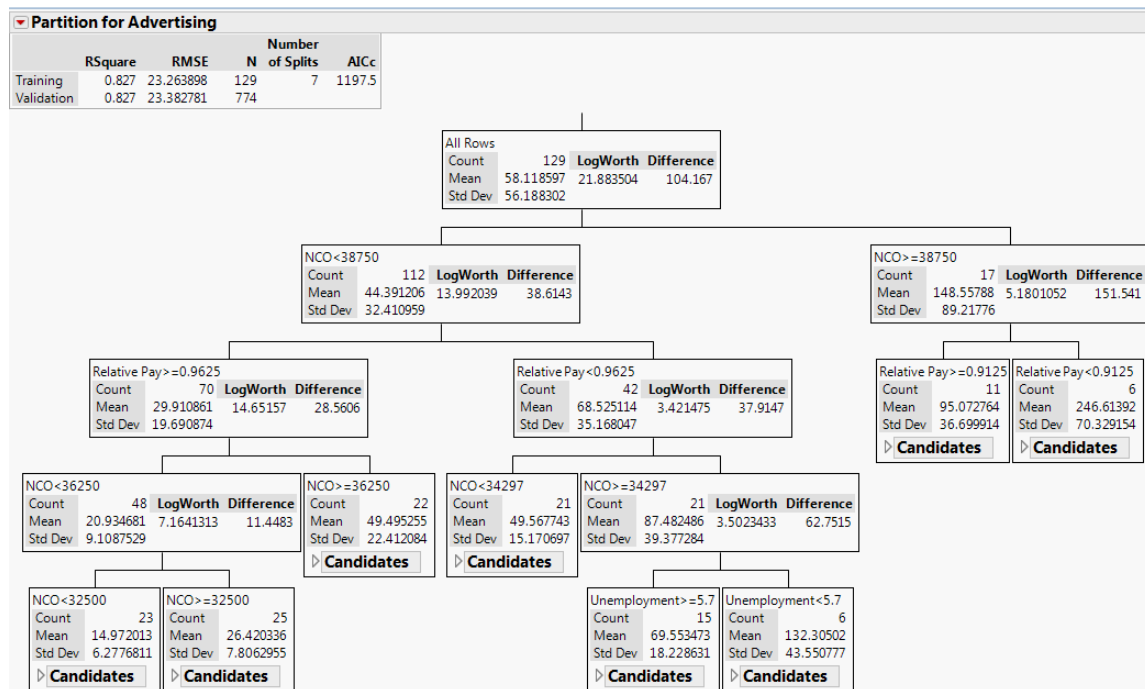 Partition for Advertising
RSquare RMSE N Number of Splits AICc
Training 0.827 23.263898 129 7 1197.5
Validation 0.827 23.382781 774
All Rows
Count 129 LogWorth Difference
Mean 58.118597 21.883504 104.167
Std Dev 56.188302
NCO<38750
Count 112 LogWorth Difference
Mean 44.391206 13.992039 38.6143
Std Dev 32.410959
NCO>=38750
Count 17 LogWorth Difference
Mean 148.55788 5.1801052 151.541
Std Dev 89.21776
Relative Pay>=0.9625
Count 70 LogWorth Difference
Mean 29.910861 14.65157 28.5606
Std Dev 19.690874
Relative Pay<0.9625
Count 42 LogWorth Difference
Mean 68.525114 3.421475 37.9147
Std Dev 35.168047
Relative Pay>=0.9125
Count 11
Mean 95.072764
Std Dev 36.699914
Candidates
Relative Pay<0.9125
Count 6
Mean 246.61392
Std Dev 70.329154
Candidates
NCO<36250
Count 48 LogWorth Difference
Mean 20.934681 7.1641313 11.4483
Std Dev 9.1087529
NCO>=36250
Count 22
Mean 49.495255
Std Dev 22.412084
Candidates
NCO<34297
Count 21
Mean 49.567743
Std Dev 15.170697
Candidates
NCO>=34297
Count 21 LogWorth Difference
Mean 87.482486 3.5023433 62.7515
Std Dev 39.377284
NCO<32500
Count 23
Mean 14.972013
Std Dev 6.2776811
Candidates
NCO>=32500
Count 25
Mean 26.420336
Std Dev 7.8062955
Candidates
Unemployment>=5.7
Count 15
Mean 69.553473
Std Dev 18.228631
Candidates
Unemployment<5.7
Count 6
Mean 132.30502
Std Dev 43.550777
Candidates